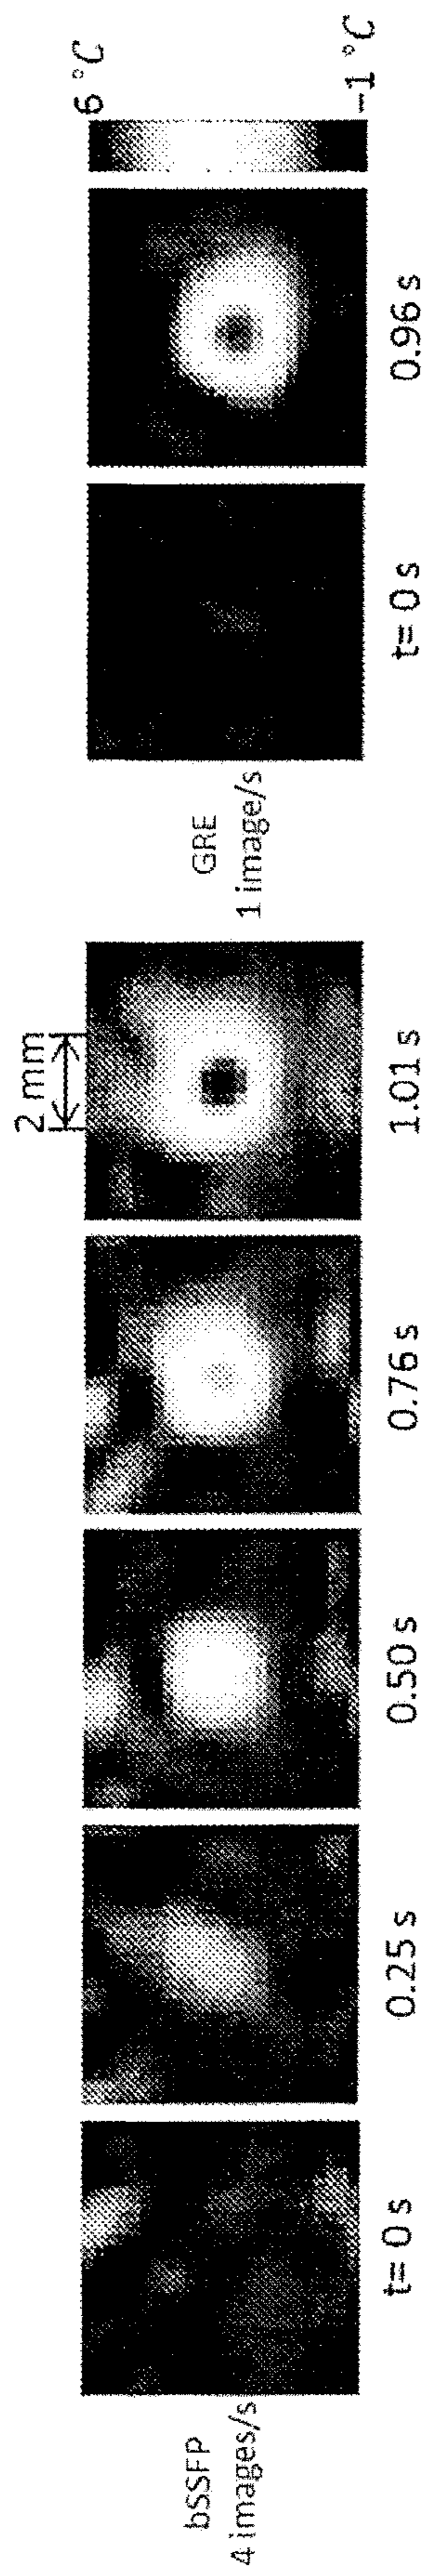 bSSFP
4 images/s
t= 0 s
0.25 s
0.50 s
0.76 s
2 mm
1.01 s
GRE
1 image/s
t= 0 s
0.96 s
6 °C
−1 °C